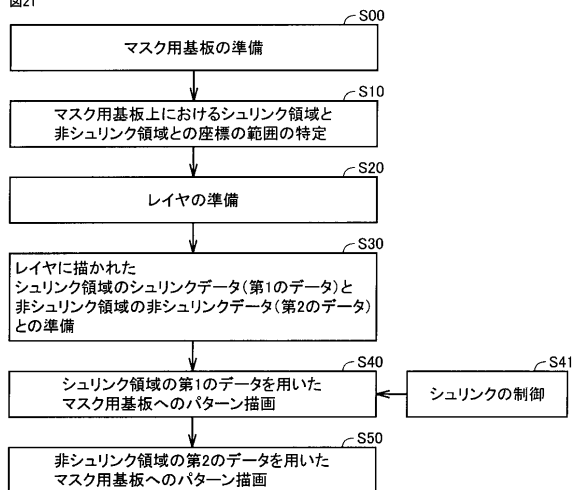 図21
S00
マスク用基板の準備
S10
マスク用基板上におけるシュリンク領域と
非シュリンク領域との座標の範囲の特定
S20
レイヤの準備
S30
レイヤに描かれた
シュリンク領域のシュリンクデータ(第1のデータ)と
非シュリンク領域の非シュリンクデータ(第2のデータ)
との準備
S40
シュリンク領域の第1のデータを用いた
マスク用基板へのパターン描画
S41
シュリンクの制御
S50
非シュリンク領域の第2のデータを用いた
マスク用基板へのパターン描画